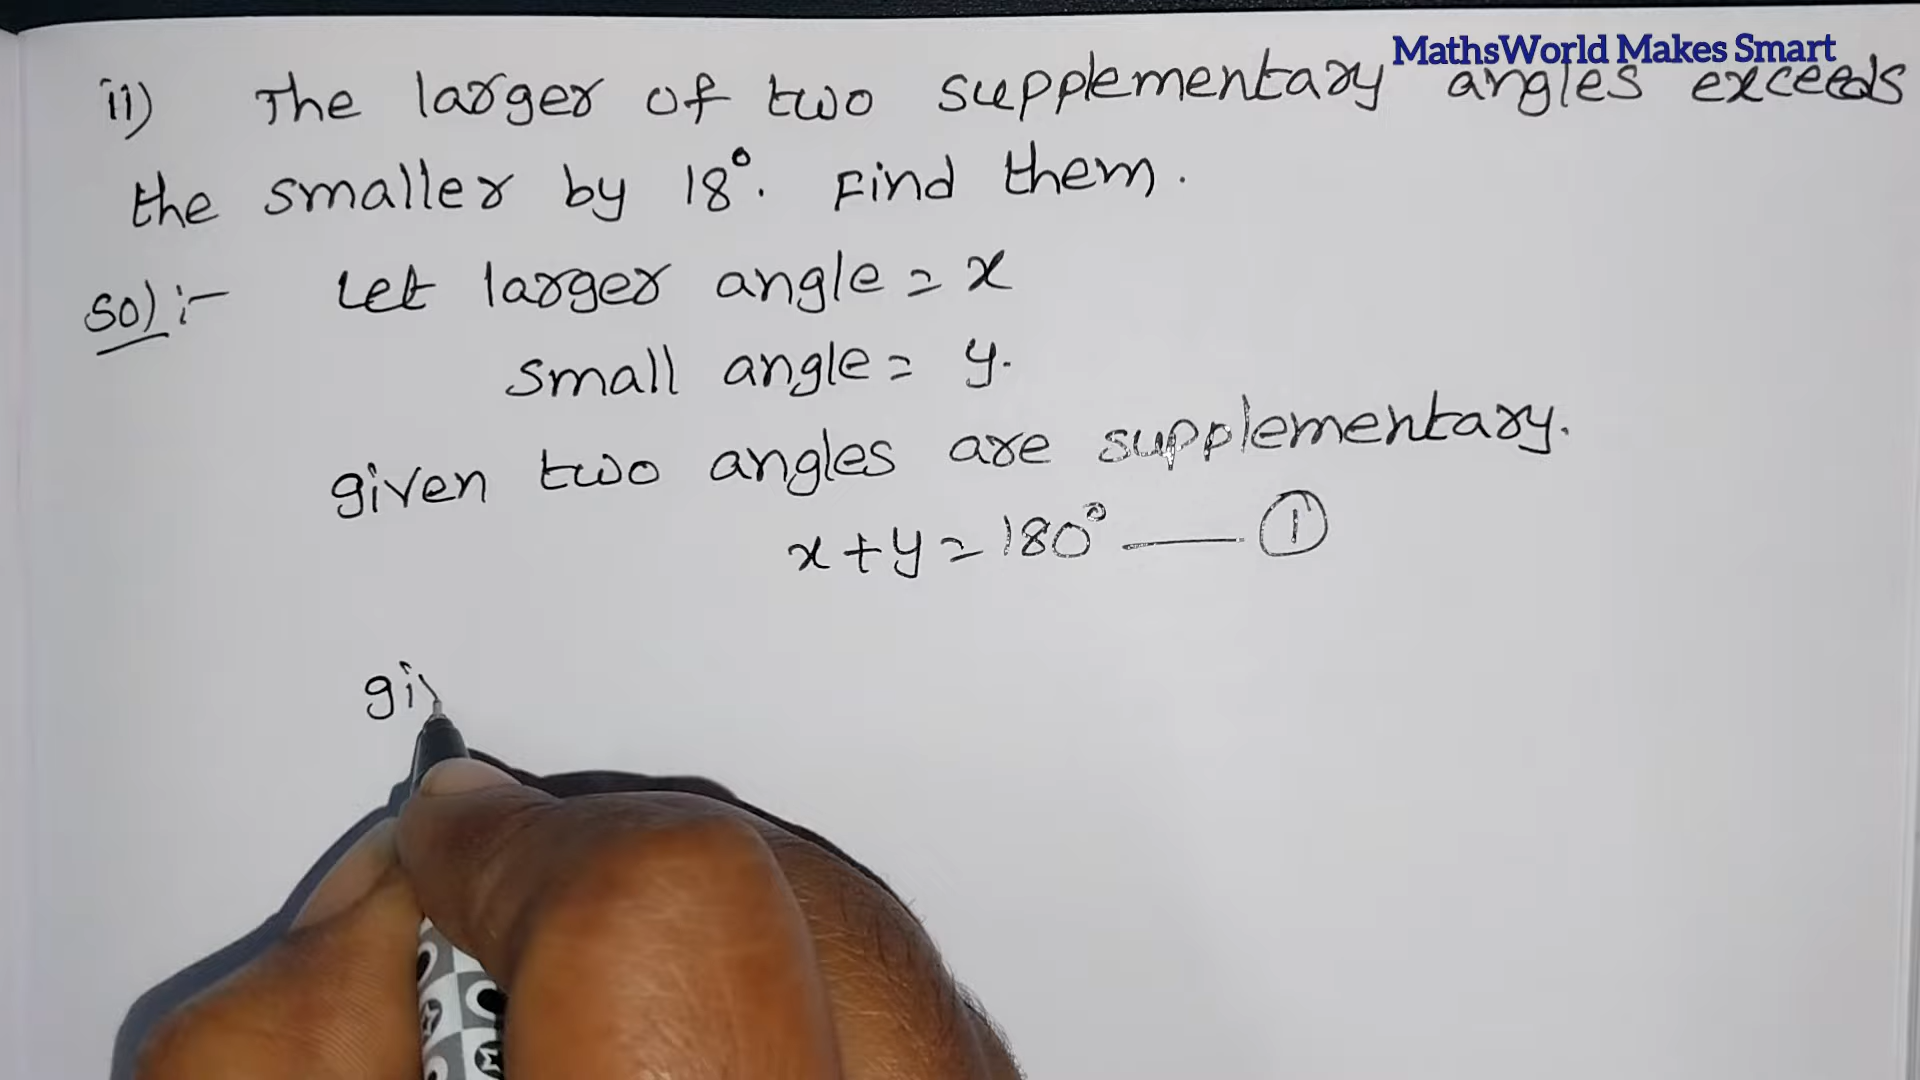 MathsWorld Makes Smart
ii) The larger of two supplementary angles exceeds
the smaller by 18°. Find them.
Sol:- Let larger angle = x
small angle = y.
given two angles are supplementary.
x+y=180° — ①
giv